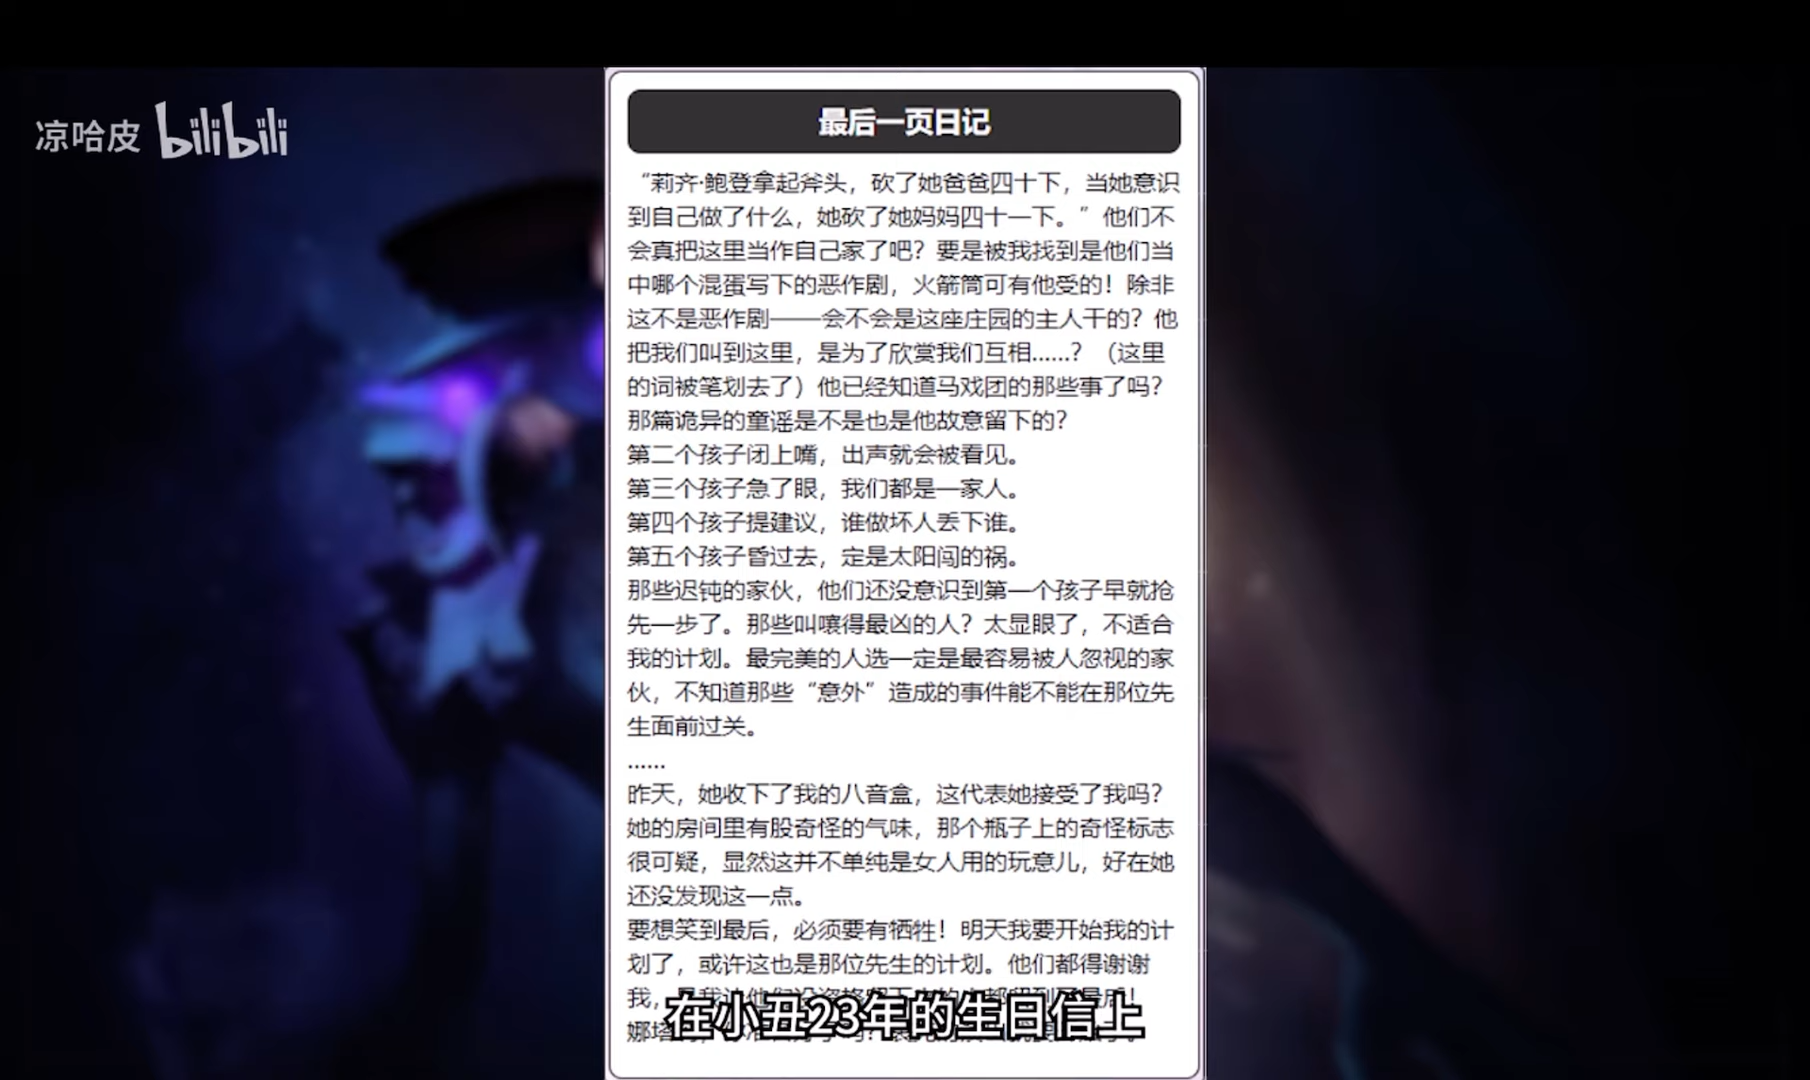 凉哈皮 bilibili
最后一页日记
“莉齐·鲍登拿起斧头，砍了她爸爸四十下，当她意识
到自己做了什么，她砍了她妈妈四十一下。”他们不
会真把这里当作自己家了吧？要是被我找到是他们当
中哪个混蛋写下的恶作剧，火箭筒可有他受的！除非
这不是恶作剧——会不会是这座庄园的主人干的？他
把我们叫到这里，是为了欣赏我们互相……？（这里
的词被笔划去了）他已经知道马戏团的那些事了吗？
那篇诡异的童谣是不是也是他故意留下的？
第二个孩子闭上嘴，出声就会被看见。
第三个孩子急了眼，我们都是一家人。
第四个孩子提建议，谁做坏人丢下谁。
第五个孩子昏过去，定是太阳闯的祸。
那些迟钝的家伙，他们还没意识到第一个孩子早就抢
先一步了。那些叫嚷得最凶的人？太显眼了，不适合
我的计划。最完美的人选一定是最容易被人忽视的家
伙，不知道那些“意外”造成的事件能不能在那位先
生面前过关。
……
昨天，她收下了我的八音盒，这代表她接受了我吗？
她的房间里有股奇怪的气味，那个瓶子上的奇怪标志
很可疑，显然这并不单纯是女人用的玩意儿，好在她
还没发现这一点。
要想笑到最后，必须要有牺牲！明天我要开始我的计
划了，或许这也是那位先生的计划。他们都得谢谢
我，
在小丑23年的生日信上